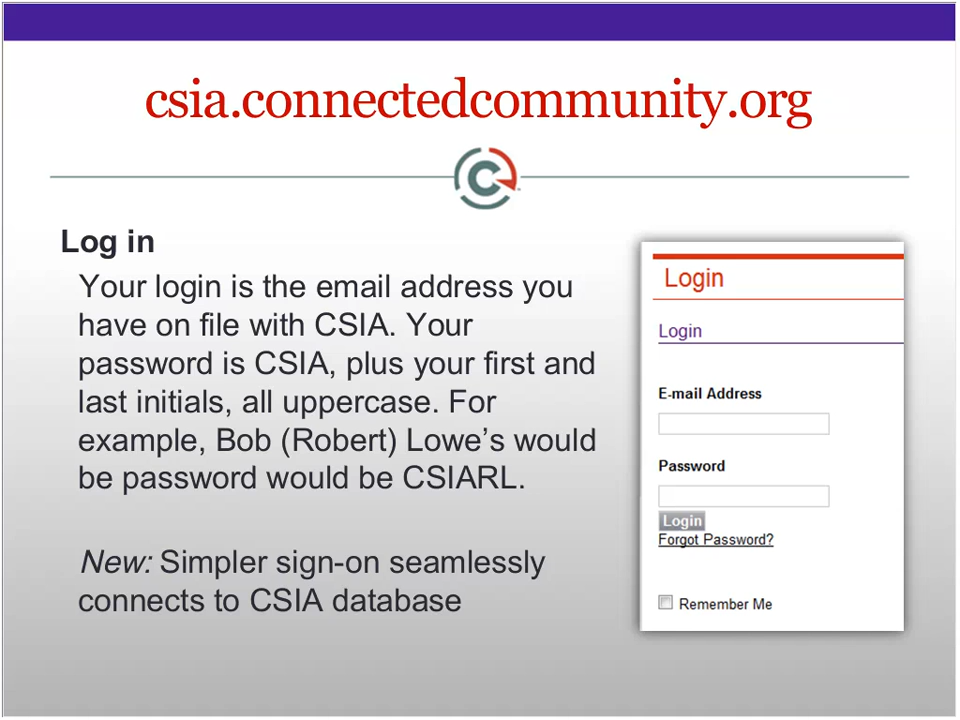 csia.connectedcommunity.org
C
Log in
Your login is the email address you
have on file with CSIA. Your
password is CSIA, plus your first and
last initials, all uppercase. For
example, Bob (Robert) Lowe’s would
be password would be CSIARL.
New: Simpler sign-on seamlessly
connects to CSIA database
Login
Login
E-mail Address
Password
Login
Forgot Password?
Remember Me